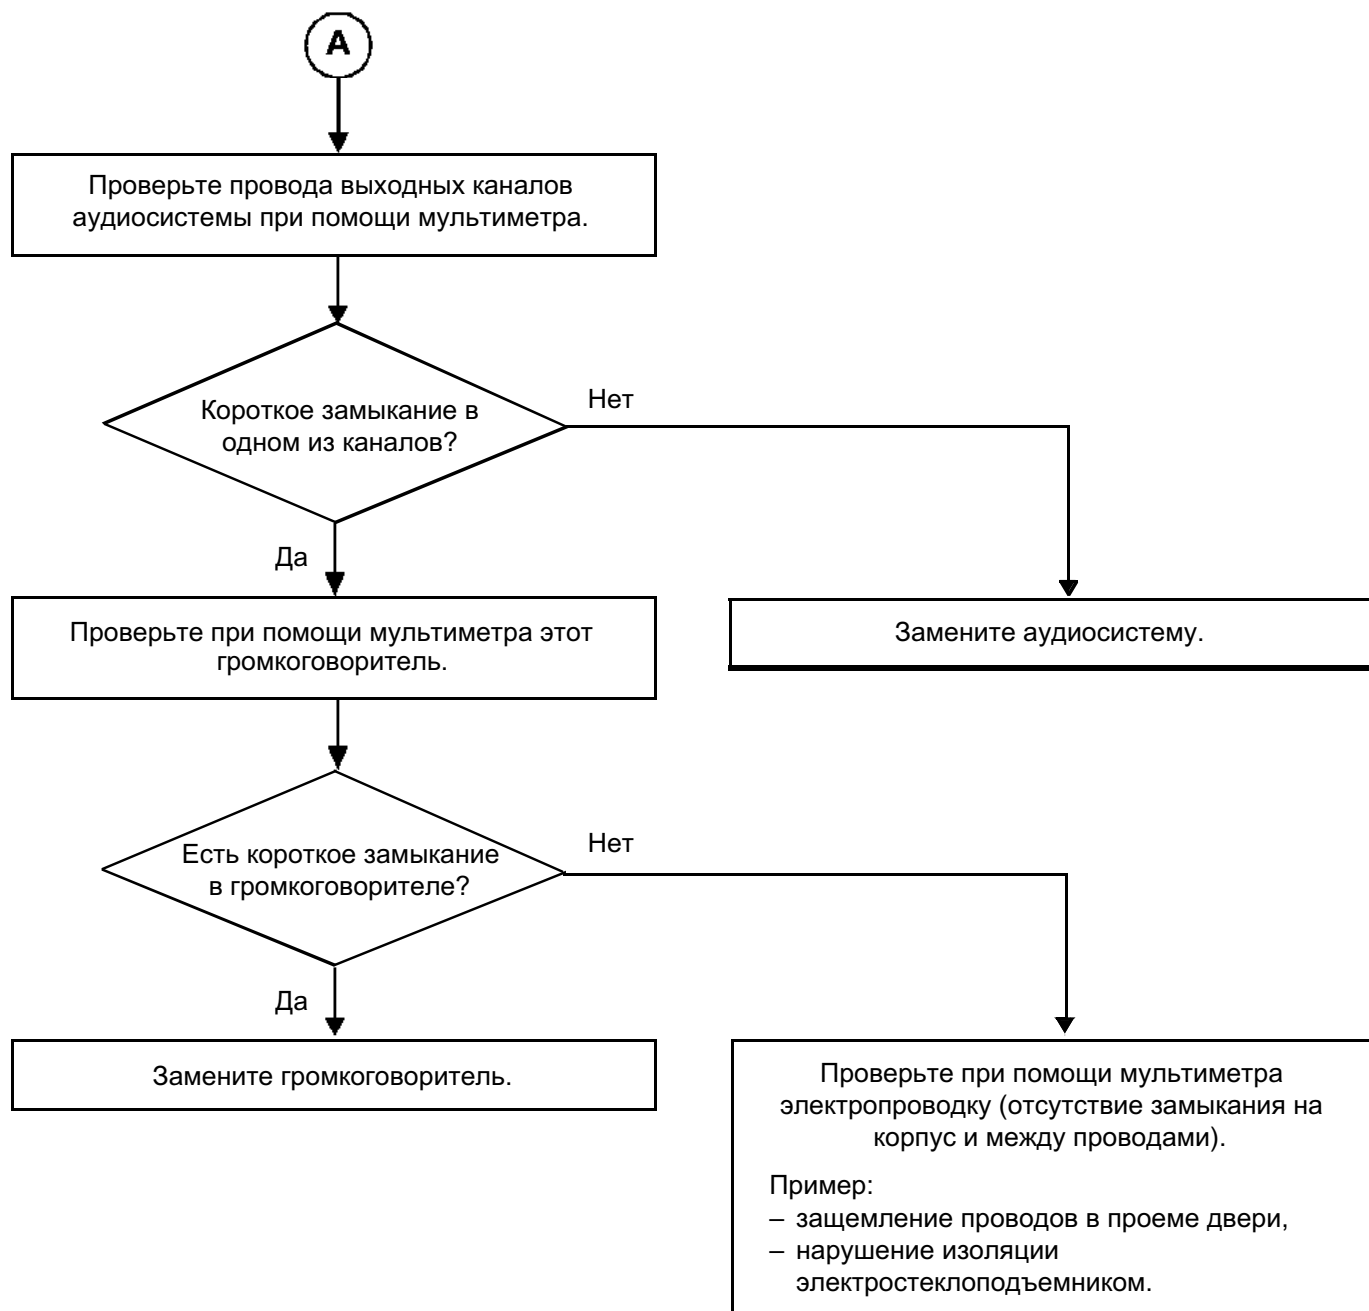 A
Проверьте провода выходных каналов
аудиосистемы при помощи мультиметра.
Короткое замыкание в
одном из каналов?
Нет
Да
Проверьте при помощи мультиметра этот
громкоговоритель.
Замените аудиосистему.
Есть короткое замыкание
в громкоговорителе?
Нет
Да
Замените громкоговоритель.
Проверьте при помощи мультиметра
электропроводку (отсутствие замыкания на
корпус и между проводами).
Пример:
– защемление проводов в проеме двери,
– нарушение изоляции
электростеклоподъемником.